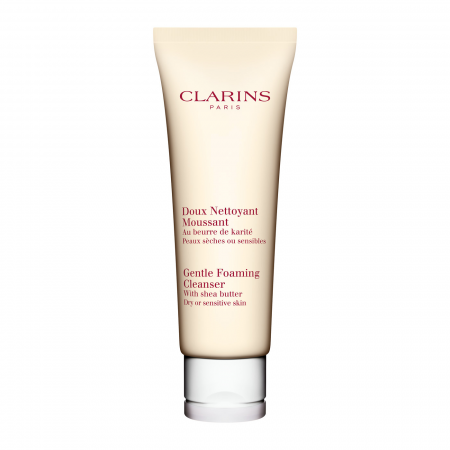 CLARINS
PARIS
Doux Nettoyant
Moussant
Au beurre de karité
Peaux sèches ou sensibles
Gentle Foaming
Cleanser
With shea butter
Dry or sensitive skin